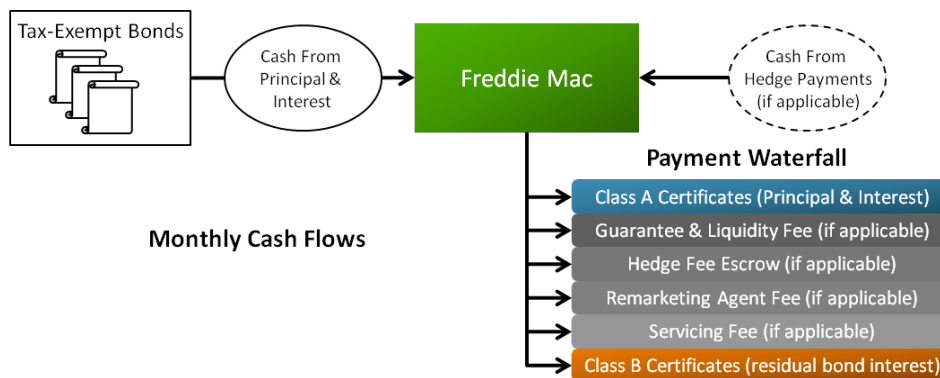 Tax-Exempt Bonds
Cash From
Principal &
Interest
Freddie Mac
Cash From
Hedge Payments
(if applicable)
Payment Waterfall
Class A Certificates (Principal & Interest)
Guarantee & Liquidity Fee (if applicable)
Hedge Fee Escrow (if applicable)
Remarketing Agent Fee (if applicable)
Servicing Fee (if applicable)
Class B Certificates (residual bond interest)
Monthly Cash Flows